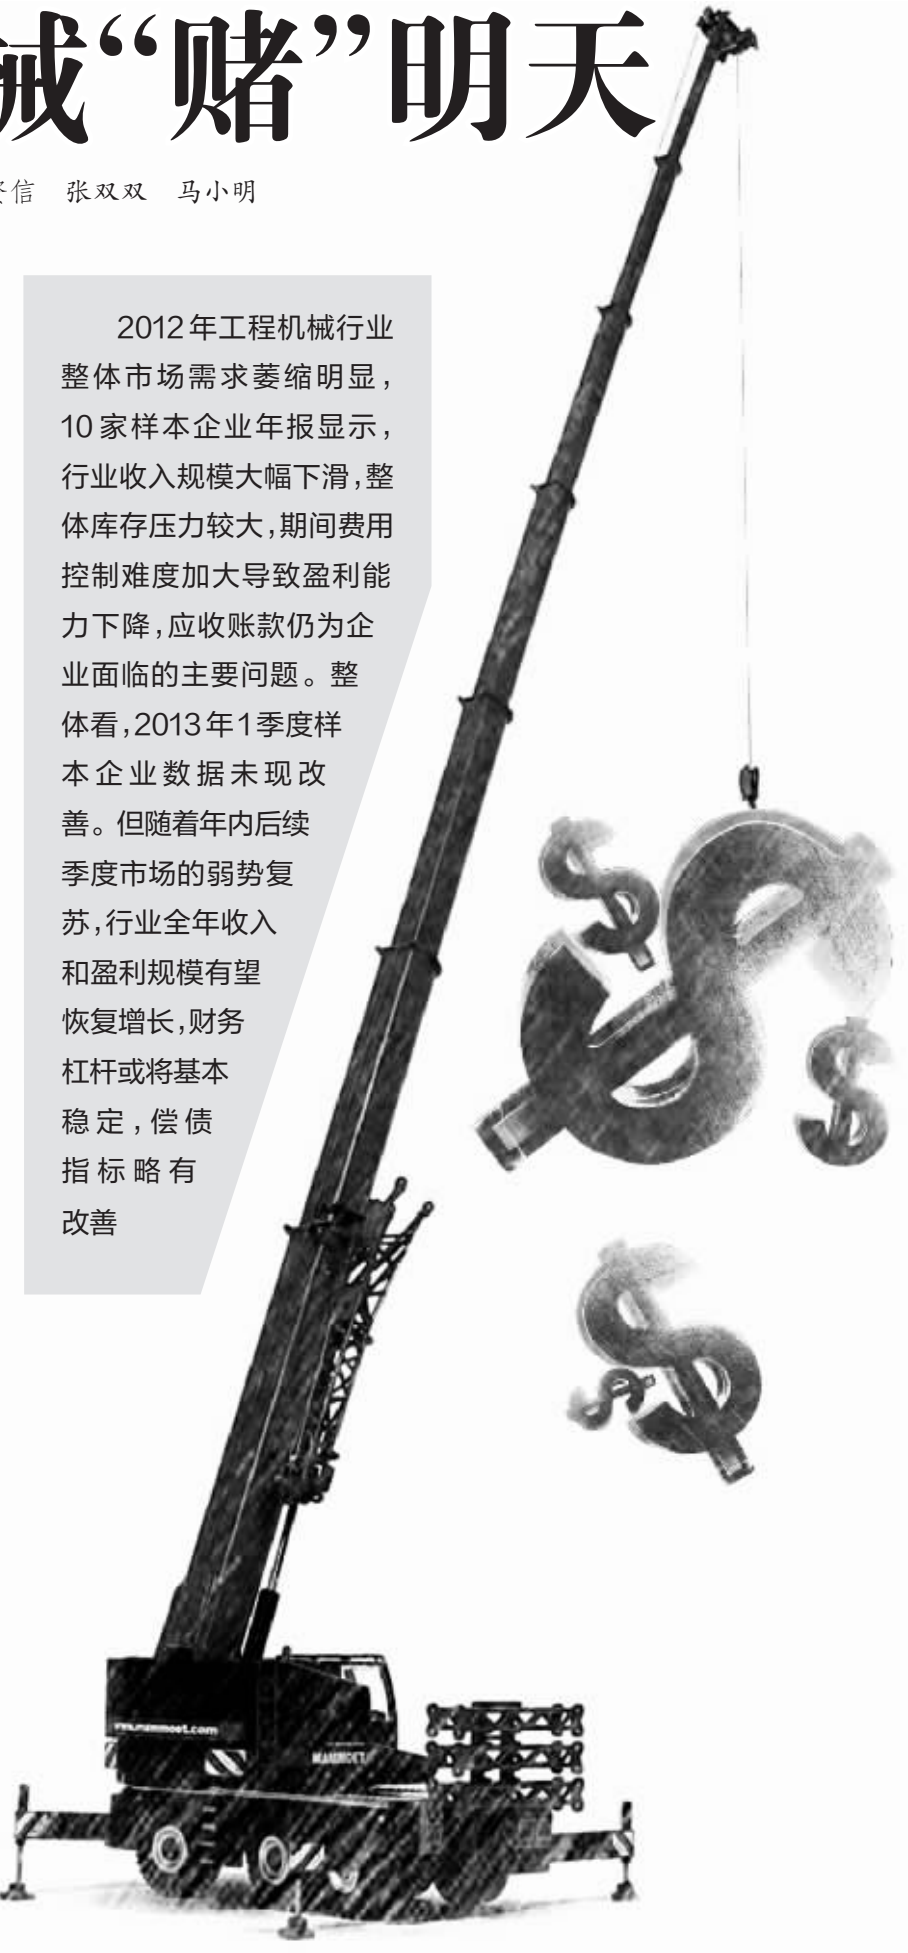 械“赌”明天
信 张双双 马小明
2012年工程机械行业
整体市场需求萎缩明显，
10家样本企业年报显示，
行业收入规模大幅下滑，整
体库存压力较大，期间费用
控制难度加大导致盈利能
力下降，应收账款仍为企
业面临的主要问题。整
体看，2013年1季度样
本企业数据未现改
善。但随着年内后续
季度市场的弱势复
苏，行业全年收入
和盈利规模有望
恢复增长，财务
杠杆或将基本
稳定，偿债
指标略有
改善
www.mammoet.com
MAMMOET